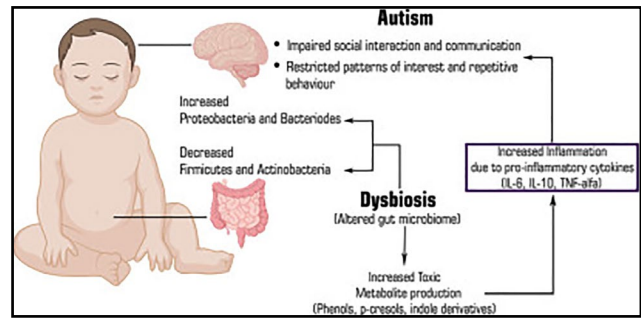 Autism
• Impaired social interaction and communication
• Restricted patterns of interest and repetitive
behaviour
Increased
Proteobacteria and Bacteriodes
Decreased
Firmicutes and Actinobacteria
Dysbiosis
(Altered gut microbiome)
Increased Toxic
Metabolite production
(Phenols, p-cresols, indole derivatives)
Increased Inflammation
due to pro-inflammatory cytokines
(IL-6, IL-10, TNF-alfa)